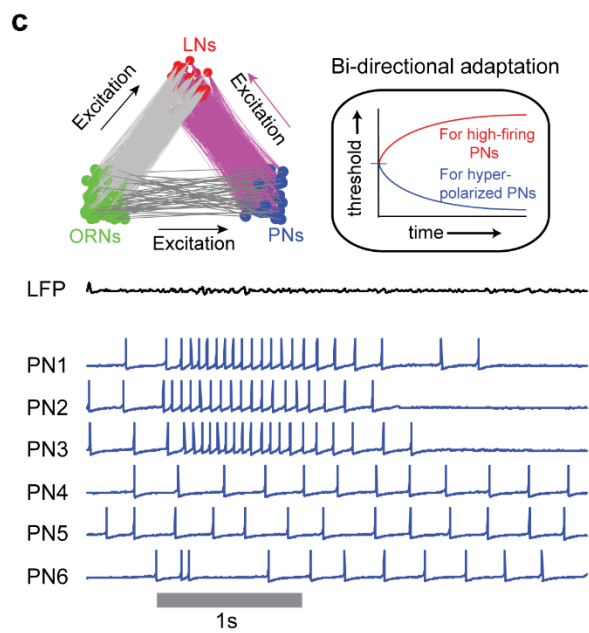 c
LNs
Excitation
Excitation
ORNs
Excitation
PNs
Bi-directional adaptation
threshold
For high-firing
PNs
For hyper-
polarized PNs
time
LFP
PN1
PN2
PN3
PN4
PN5
PN6
1s